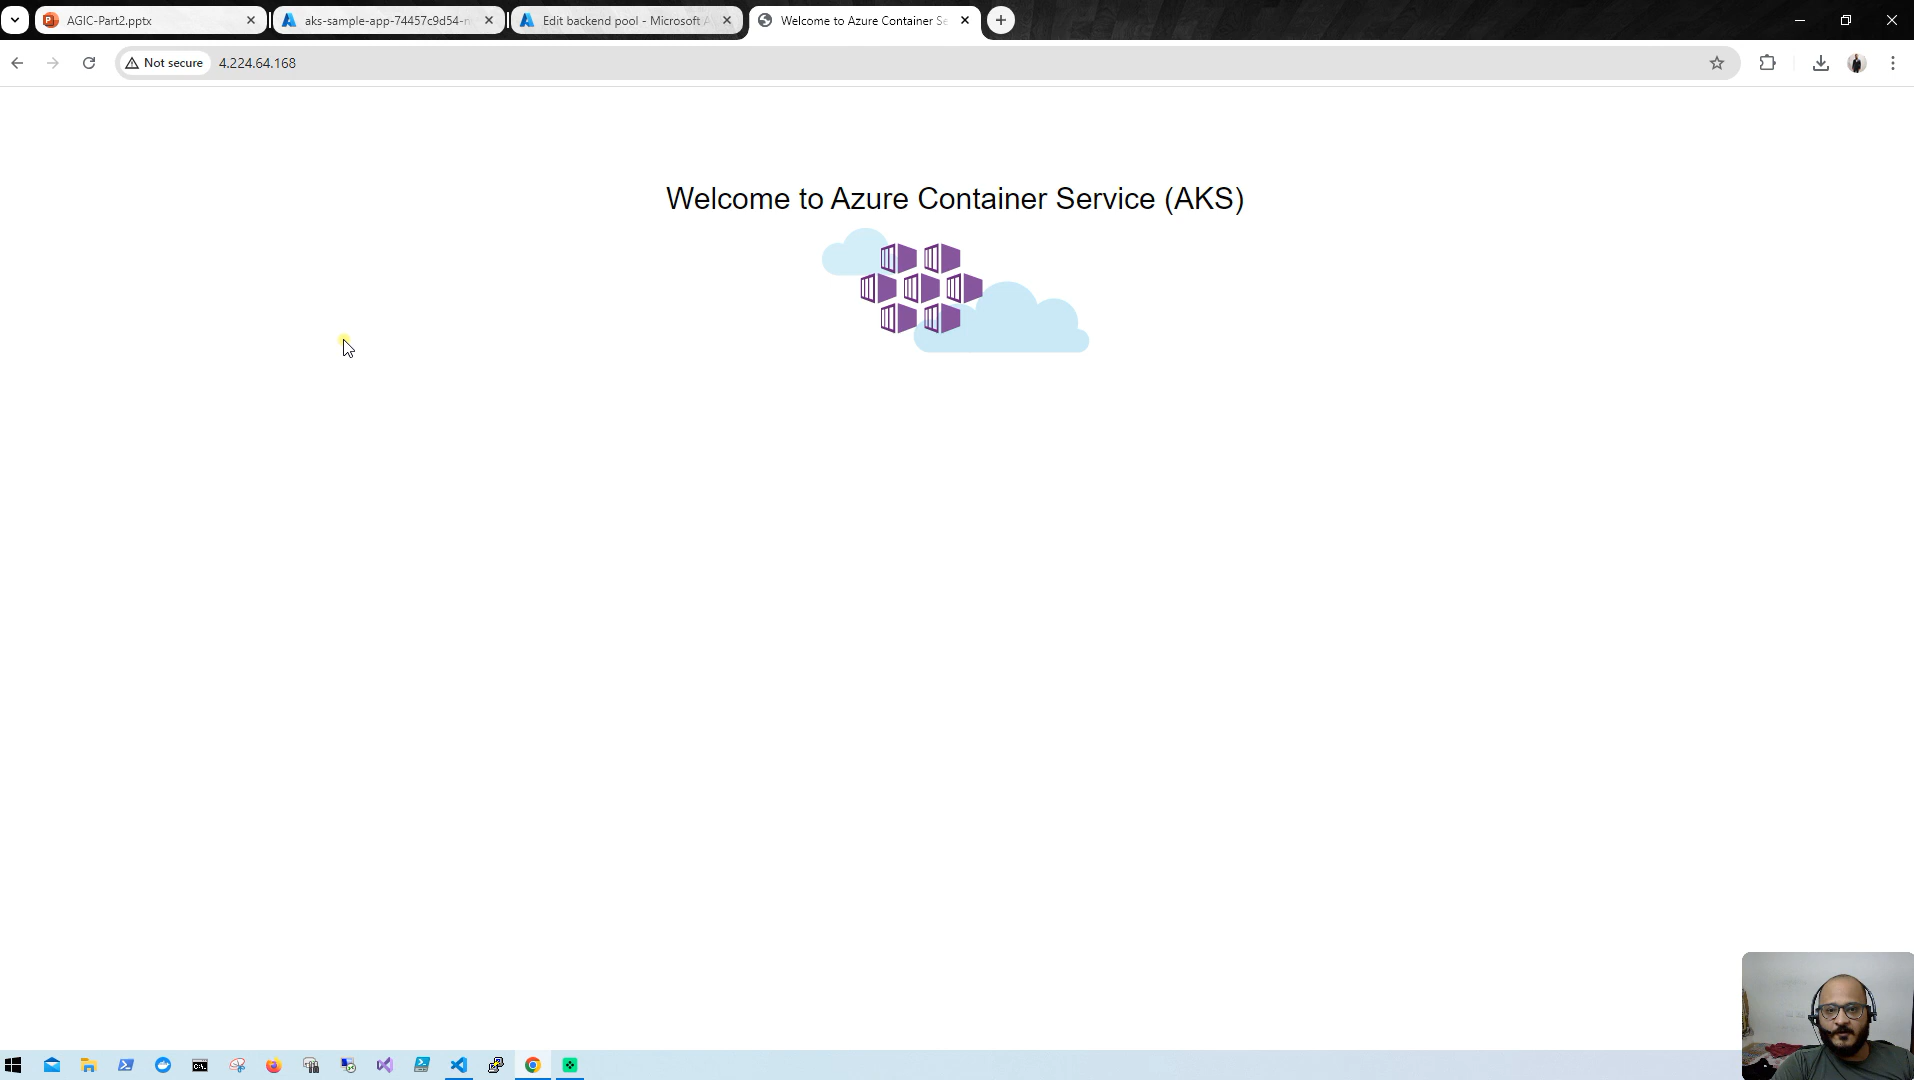 AGIC-Part2.pptx
aks-sample-app-74457c9d54-
Edit backend pool - Microsoft A
Welcome to Azure Container Se
Not secure
4.224.64.168
Welcome to Azure Container Service (AKS)